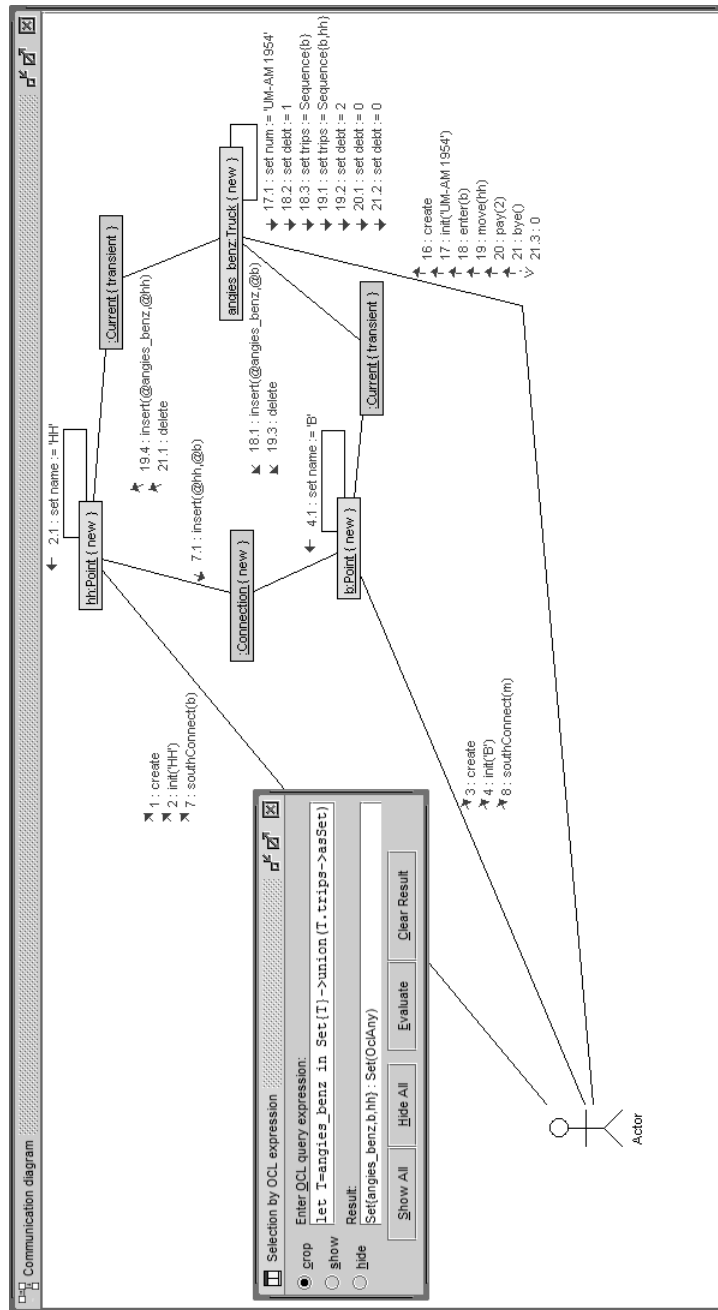 Communication diagram
Selection by OCL expression
crop
show
hide
Enter OCL query expression:
let T=angies_benz in Set{T}->union(T.trips->asSet)
Result:
Set{angies_benz,b,hh} : Set(OclAny)
Show All
Hide All
Evaluate
Clear Result
Actor
1 : create
2 : init('HH')
7 : southConnect(b)
3 : create
4 : init('B')
8 : southConnect(m)
2.1 : set name := 'HH'
hh:Point{ new }
7.1 : insert(@hh,@b)
:Connection{ new }
4.1 : set name := 'B'
b:Point{ new }
19.4 : insert(@angies_benz,@hh)
21.1 : delete
:Current{ transient }
18.1 : insert(@angies_benz,@b)
19.3 : delete
:Current{ transient }
angies_benz:Truck{ new }
17.1 : set num := 'UM-AM 1954'
18.2 : set debt := 1
18.3 : set trips := Sequence{b}
19.1 : set trips := Sequence{b,hh}
19.2 : set debt := 2
20.1 : set debt := 0
21.2 : set debt := 0
16 : create
17 : init('UM-AM 1954')
18 : enter(b)
19 : move(hh)
20 : pay(2)
21 : bye()
21.3 : 0